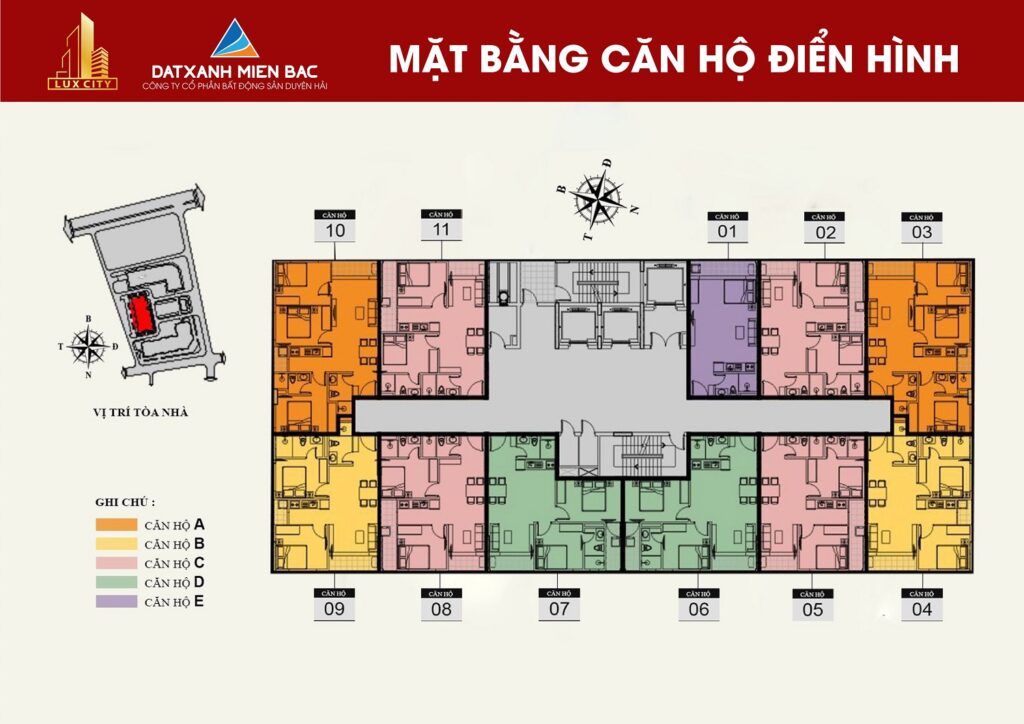 LUX CITY
DATXANH MIEN BAC
CÔNG TY CỔ PHẦN BẤT ĐỘNG SẢN DUYÊN HẢI
MẶT BẰNG CĂN HỘ ĐIỂN HÌNH
B
Đ
T
N
CĂN HỘ
10
CĂN HỘ
11
CĂN HỘ
01
CĂN HỘ
02
CĂN HỘ
03
B
T
Đ
N
VỊ TRÍ TÒA NHÀ
GHI CHÚ :
CĂN HỘ A
CĂN HỘ B
CĂN HỘ C
CĂN HỘ D
CĂN HỘ E
CĂN HỘ
09
CĂN HỘ
08
CĂN HỘ
07
CĂN HỘ
06
CĂN HỘ
05
CĂN HỘ
04